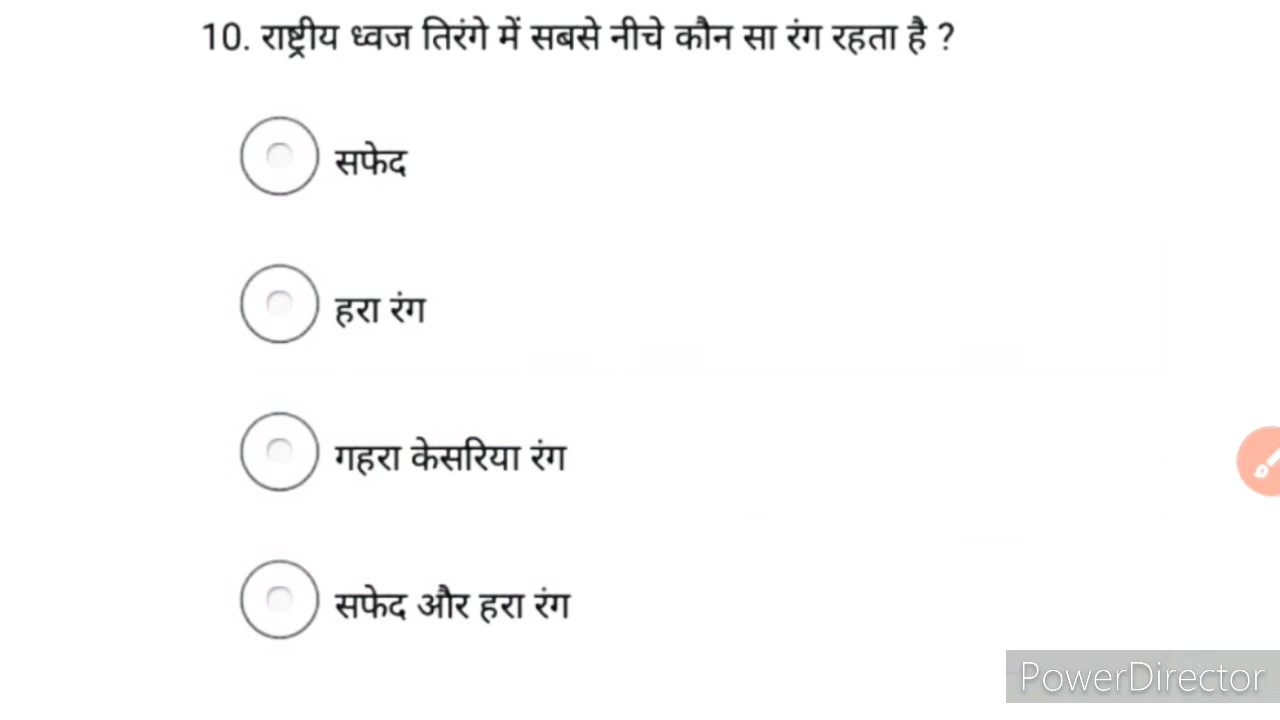 10. राष्ट्रीय ध्वज तिरंगे में सबसे नीचे कौन सा रंग रहता है ?
सफेद
हरा रंग
गहरा केसरिया रंग
सफेद और हरा रंग
PowerDirector